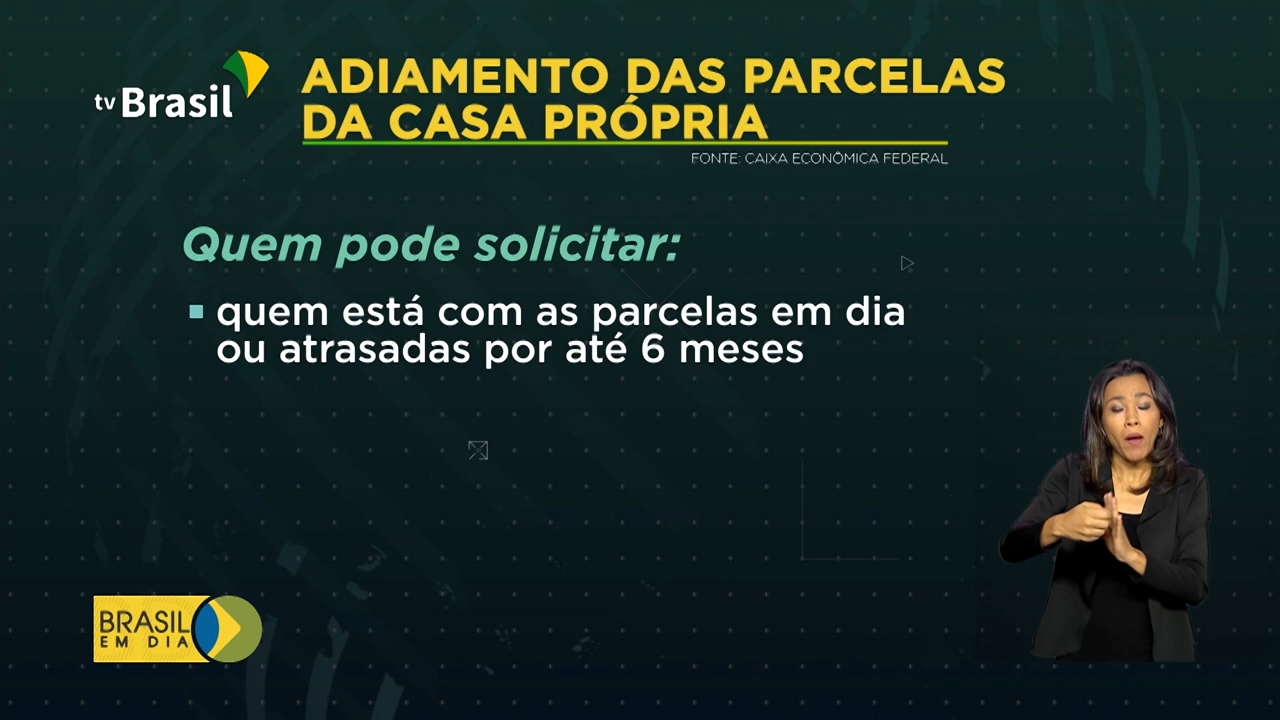 tv Brasil
ADIAMENTO DAS PARCELAS
DA CASA PRÓPRIA
FONTE: CAIXA ECONÔMICA FEDERAL
Quem pode solicitar:
quem está com as parcelas em dia
ou atrasadas por até 6 meses
BRASIL
EM DIA